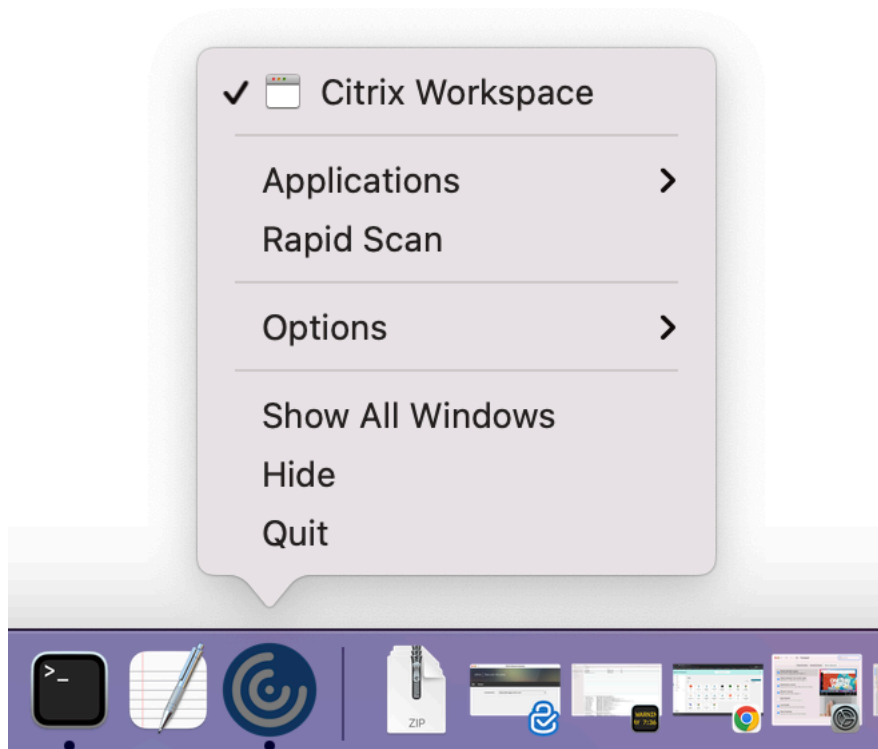 Citrix Workspace
Applications
Rapid Scan
Options
Show All Windows
Hide
Quit
>_
ZIP